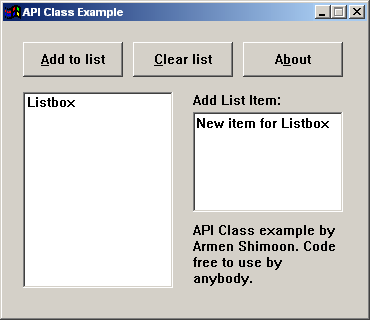 API Class Example
Add to list
Clear list
About
Listbox
Add List Item:
New item for Listbox
API Class example by
Armen Shimoon. Code
free to use by
anybody.